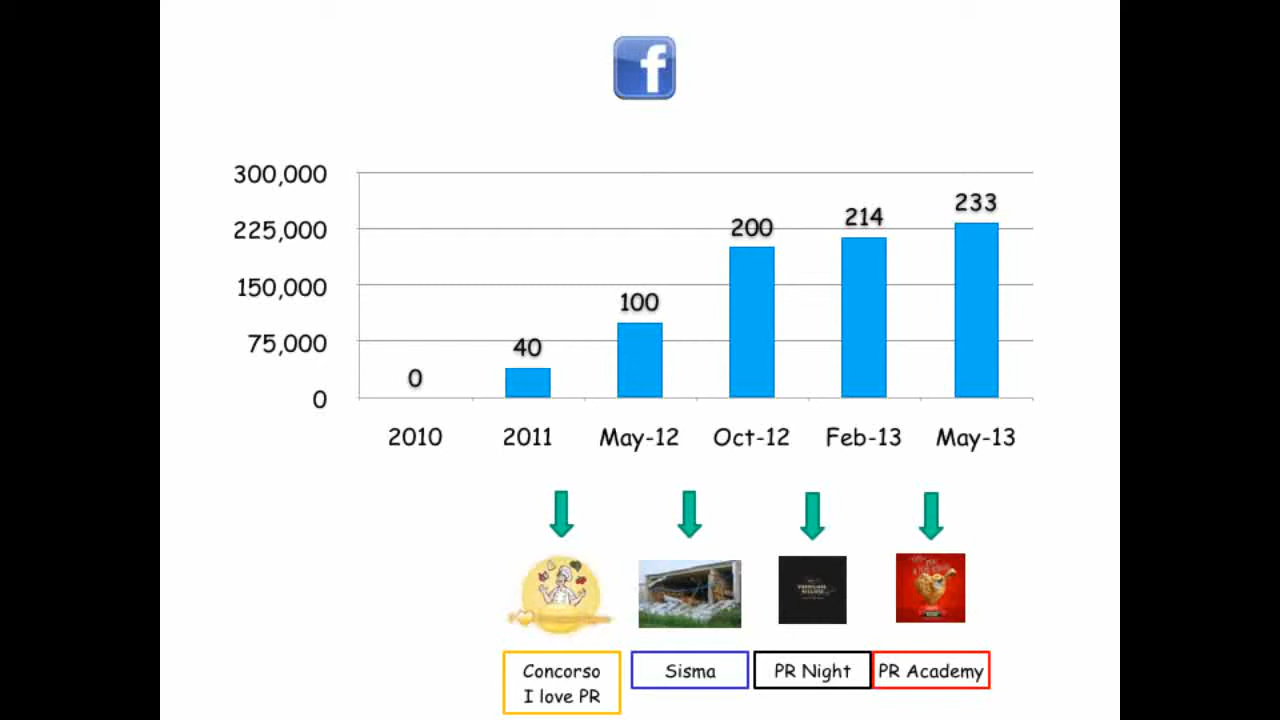 f
300,000
225,000
150,000
75,000
0
0
40
100
200
214
233
2010 2011 May-12 Oct-12 Feb-13 May-13
Concorso
I love PR
Sisma
PR Night
PR Academy